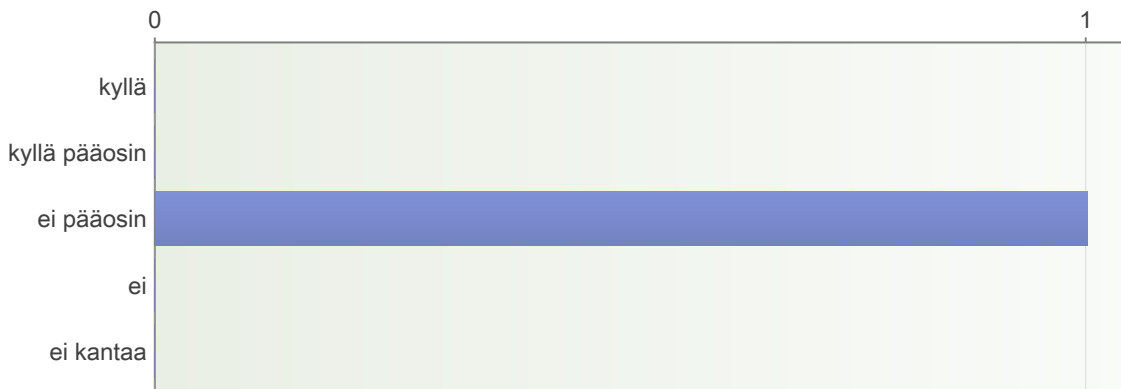 0 1
kyllä
kyllä pääosin
ei pääosin
ei
ei kantaa